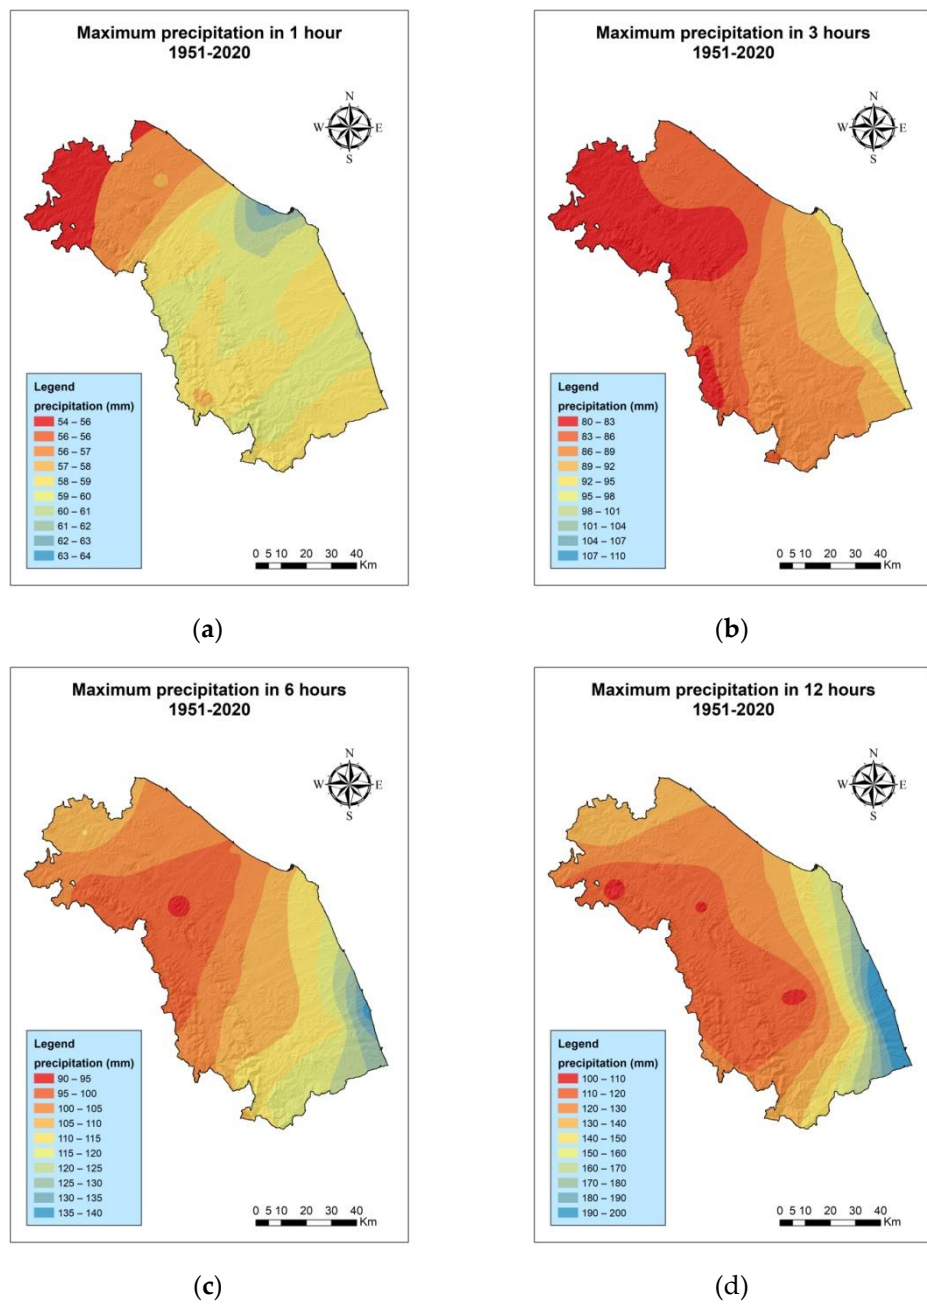 Maximum precipitation in 1 hour
1951-2020
N
W E
S
Legend
precipitation (mm)
54 – 56
56 – 56
56 – 57
57 – 58
58 – 59
59 – 60
60 – 61
61 – 62
62 – 63
63 – 64
0 5 10 20 30 40
Km
(a)
Maximum precipitation in 3 hours
1951-2020
N
W E
S
Legend
precipitation (mm)
80 – 83
83 – 86
86 – 89
89 – 92
92 – 95
95 – 98
98 – 101
101 – 104
104 – 107
107 – 110
0 5 10 20 30 40
Km
(b)
Maximum precipitation in 6 hours
1951-2020
N
W E
S
Legend
precipitation (mm)
90 – 95
95 – 100
100 – 105
105 – 110
110 – 115
115 – 120
120 – 125
125 – 130
130 – 135
135 – 140
0 5 10 20 30 40
Km
(c)
Maximum precipitation in 12 hours
1951-2020
N
W E
S
Legend
precipitation (mm)
100 – 110
110 – 120
120 – 130
130 – 140
140 – 150
150 – 160
160 – 170
170 – 180
180 – 190
190 – 200
0 5 10 20 30 40
Km
(d)